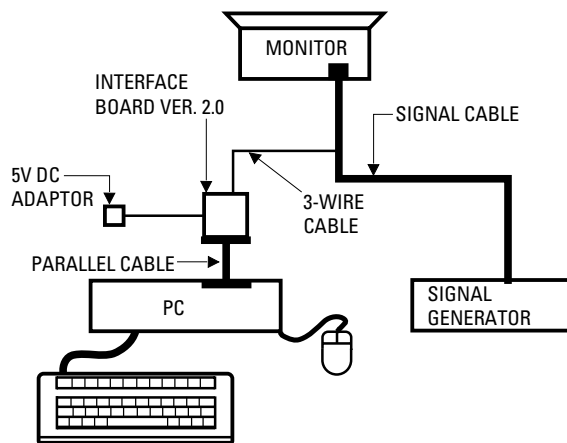 MONITOR
INTERFACE
BOARD VER. 2.0
SIGNAL CABLE
5V DC
ADAPTOR
3-WIRE
CABLE
PARALLEL CABLE
PC
SIGNAL
GENERATOR